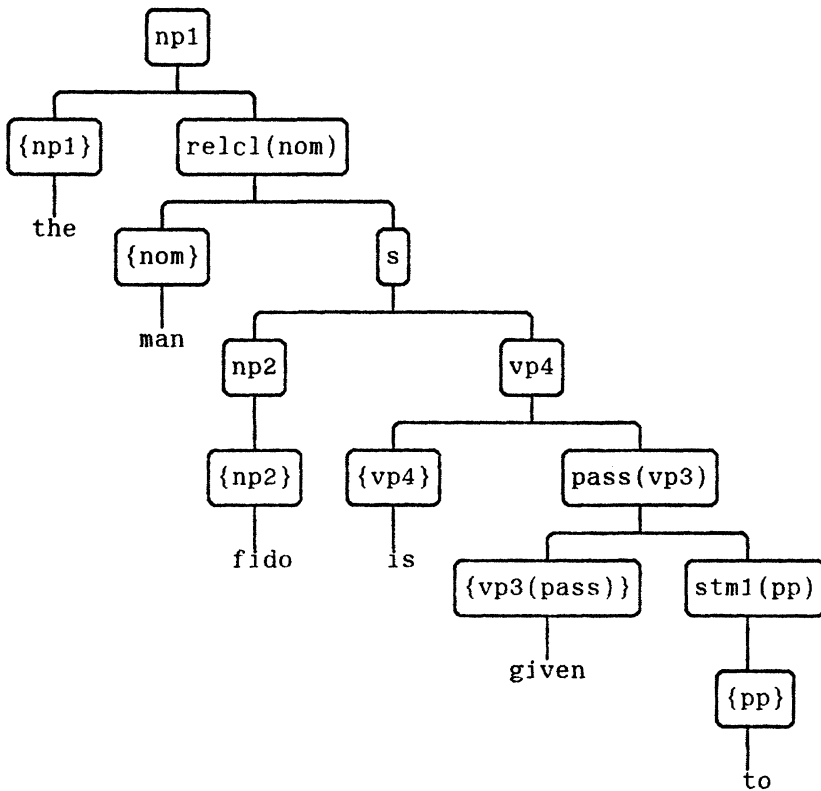 np1
{np1} relcl(nom)
the
{nom} s
man
np2 vp4
{np2} {vp4} pass(vp3)
fido is
{vp3(pass)} stm1(pp)
given
{pp}
to